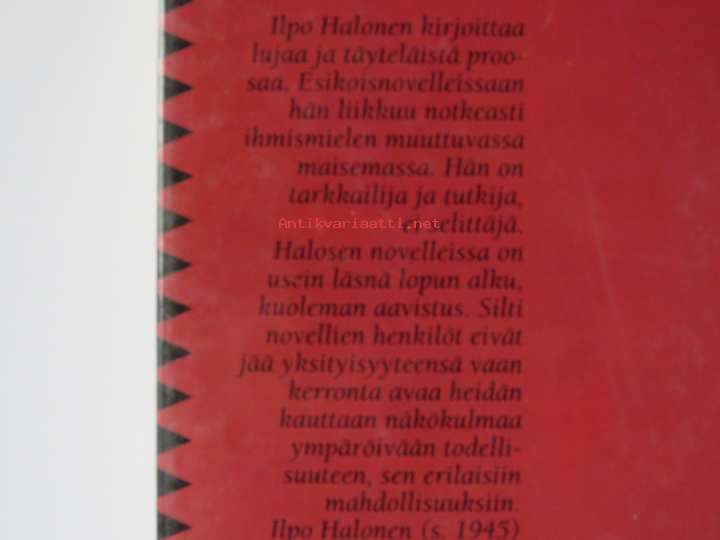 Ilpo Halonen kirjoittaa
lujaa ja täyteläistä proo-
saa. Esikoisnovelleissaan
hän liikkuu notkeasti
ihmismielen muuttuvassa
maisemassa. Hän on
tarkkailija ja tutkija,
Antikvariaatti.net
Halosen novelleissa on
usein läsnä lopun alku,
kuoleman aavistus. Silti
novellien henkilöt eivät
jää yksityisyyteensä vaan
kerronta avaa heidän
kauttaan näkökulmaa
ympäröivään todelli-
suuteen, sen erilaisiin
mahdollisuuksiin.
Ilpo Halonen (s. 1945)